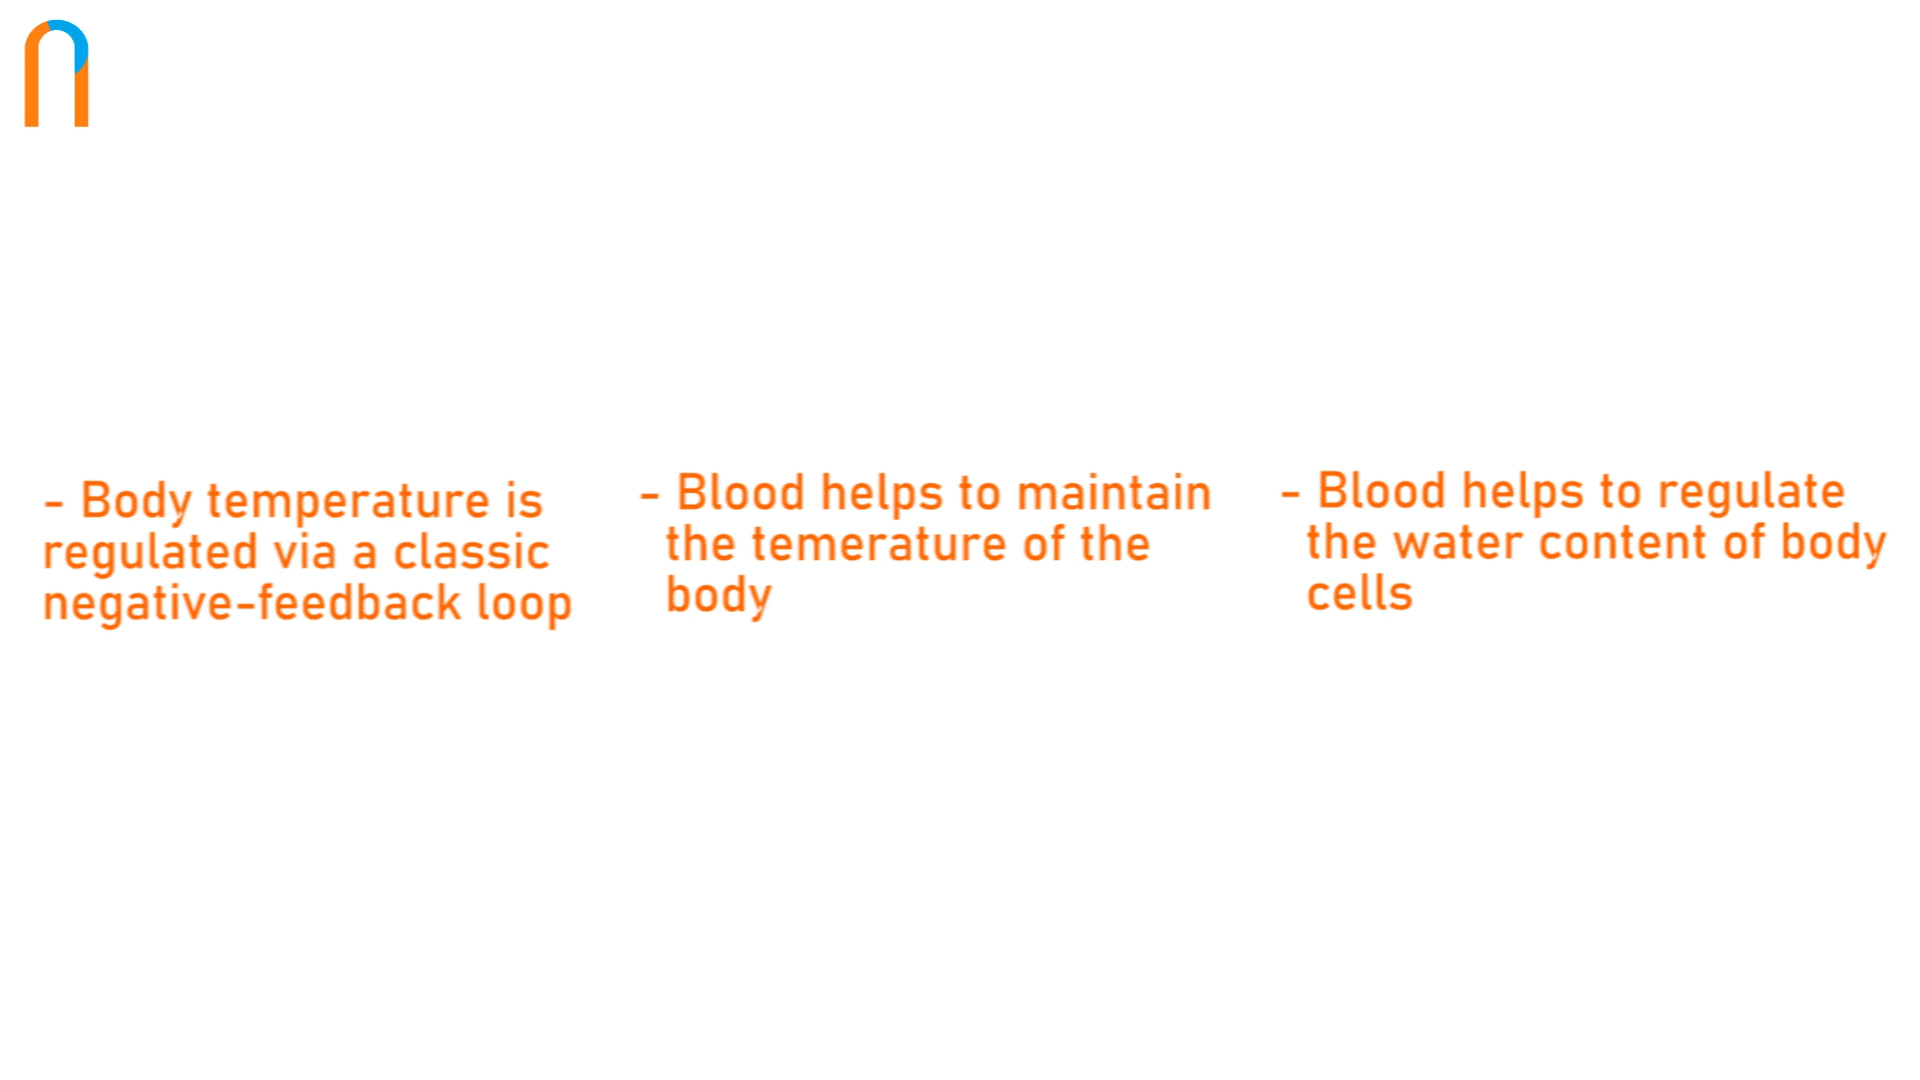 - Body temperature is
regulated via a classic
negative-feedback loop
- Blood helps to maintain
the temerature of the
body
- Blood helps to regulate
the water content of body
cells